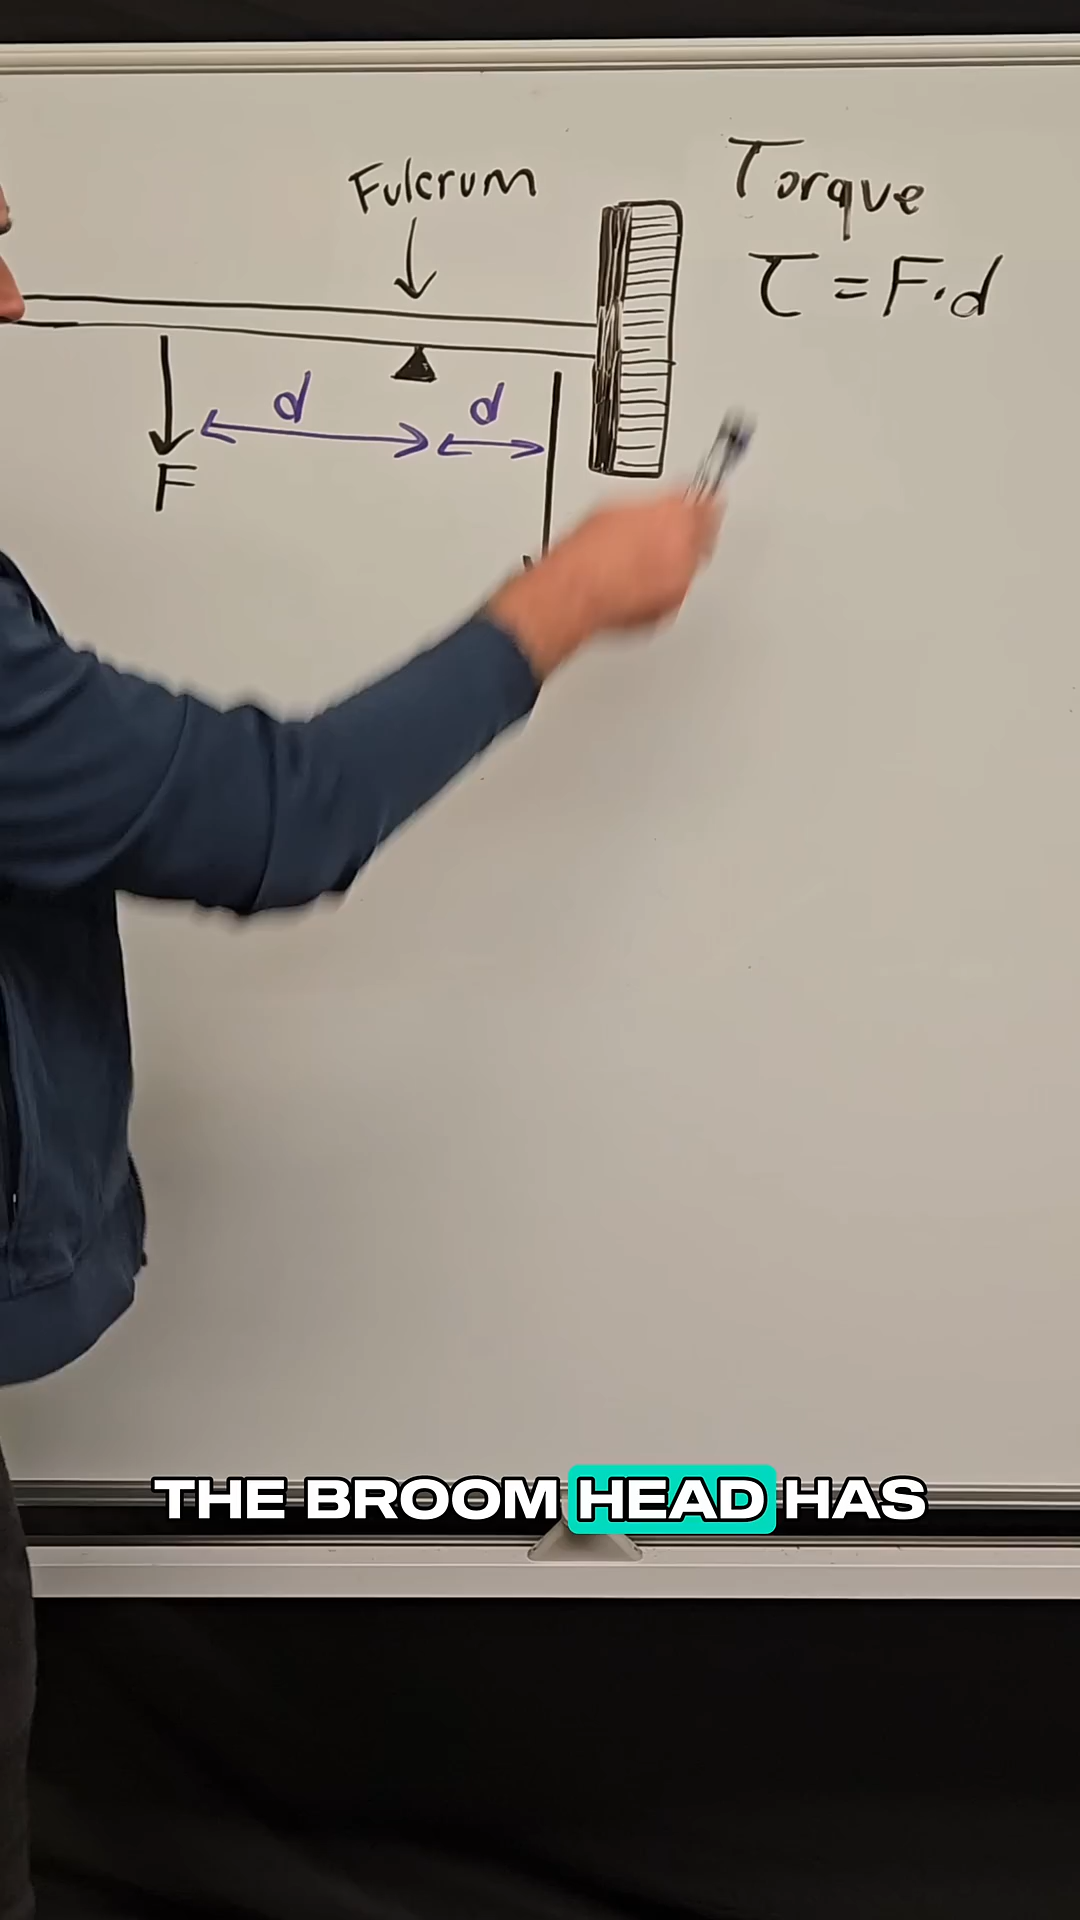 Fulcrum
Torque
τ = F·d
d
d
F
THE BROOM HEAD HAS